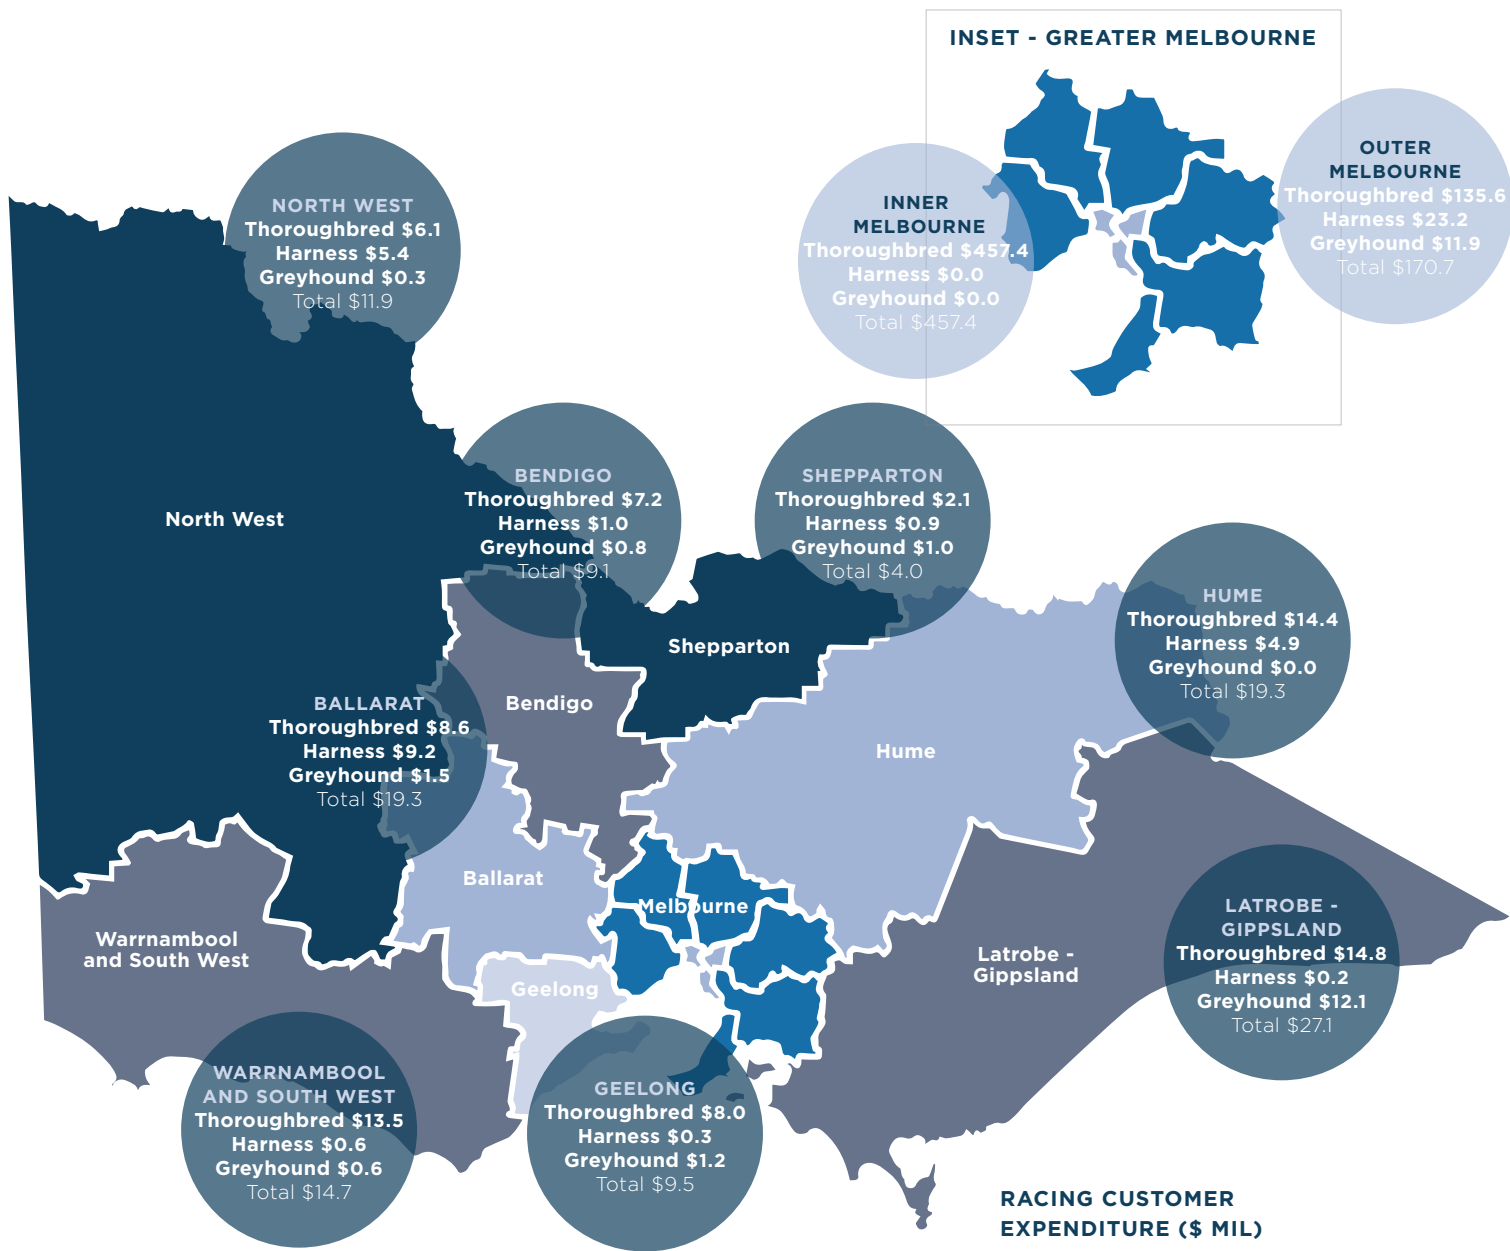 INSET - GREATER MELBOURNE
OUTER
MELBOURNE
Thoroughbred $135.6
Harness $23.2
Greyhound $11.9
Total $170.7
INNER
MELBOURNE
Thoroughbred $457.4
Harness $0.0
Greyhound $0.0
Total $457.4
NORTH WEST
Thoroughbred $6.1
Harness $5.4
Greyhound $0.3
Total $11.9
BENDIGO
Thoroughbred $7.2
Harness $1.0
Greyhound $0.8
Total $9.1
SHEPPARTON
Thoroughbred $2.1
Harness $0.9
Greyhound $1.0
Total $4.0
North West
HUME
Thoroughbred $14.4
Harness $4.9
Greyhound $0.0
Total $19.3
Shepparton
Bendigo
BALLARAT
Thoroughbred $8.6
Harness $9.2
Greyhound $1.5
Total $19.3
Hume
Ballarat
Melbourne
Warrnambool
and South West
Geelong
Latrobe -
Gippsland
LATROBE -
GIPPSLAND
Thoroughbred $14.8
Harness $0.2
Greyhound $12.1
Total $27.1
WARRNAMBOOL
AND SOUTH WEST
Thoroughbred $13.5
Harness $0.6
Greyhound $0.6
Total $14.7
GEELONG
Thoroughbred $8.0
Harness $0.3
Greyhound $1.2
Total $9.5
RACING CUSTOMER
EXPENDITURE ($ MIL)